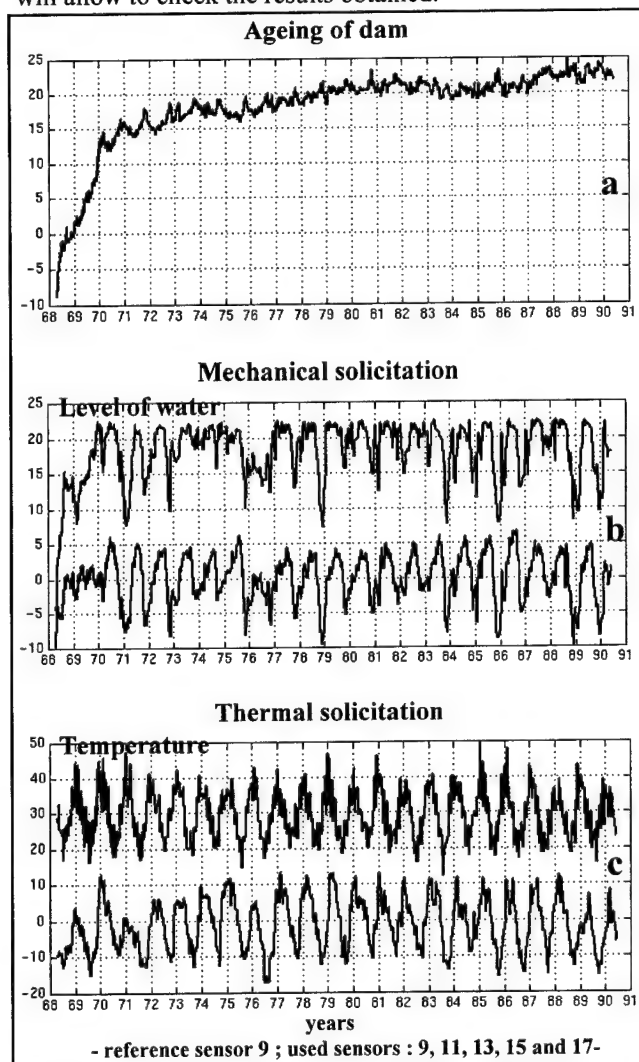 will allow to check the results obtained.
Ageing of dam
25
20
15
10
5
0
-5
-10
a
68 69 70 71 72 73 74 75 76 77 78 79 80 81 82 83 84 85 86 87 88 89 90 91
Mechanical solicitation
Level of water
25
20
15
10
5
0
-5
-10
b
68 69 70 71 72 73 74 75 76 77 78 79 80 81 82 83 84 85 86 87 88 89 90 91
Thermal solicitation
Temperature
50
40
30
20
10
0
-10
-20
c
68 69 70 71 72 73 74 75 76 77 78 79 80 81 82 83 84 85 86 87 88 89 90 91
years
- reference sensor 9 ; used sensors : 9, 11, 13, 15 and 17-